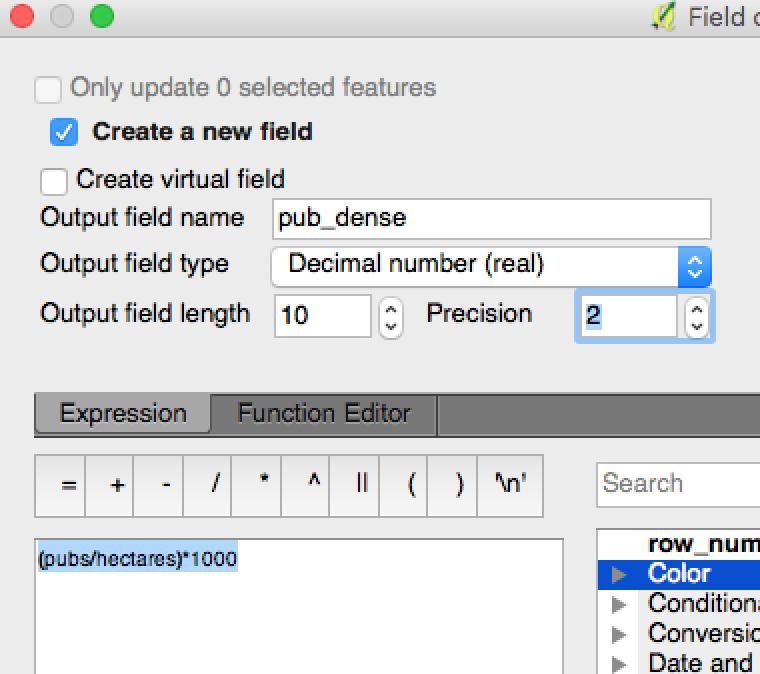 Field
Only update 0 selected features
Create a new field
Create virtual field
Output field name pub_dense
Output field type Decimal number (real)
Output field length 10 Precision 2
Expression Function Editor
= + - / * ^ || ( ) '\n'
Search
(pubs/hectares)*1000
row_num
Color
Condition
Conversio
Date and